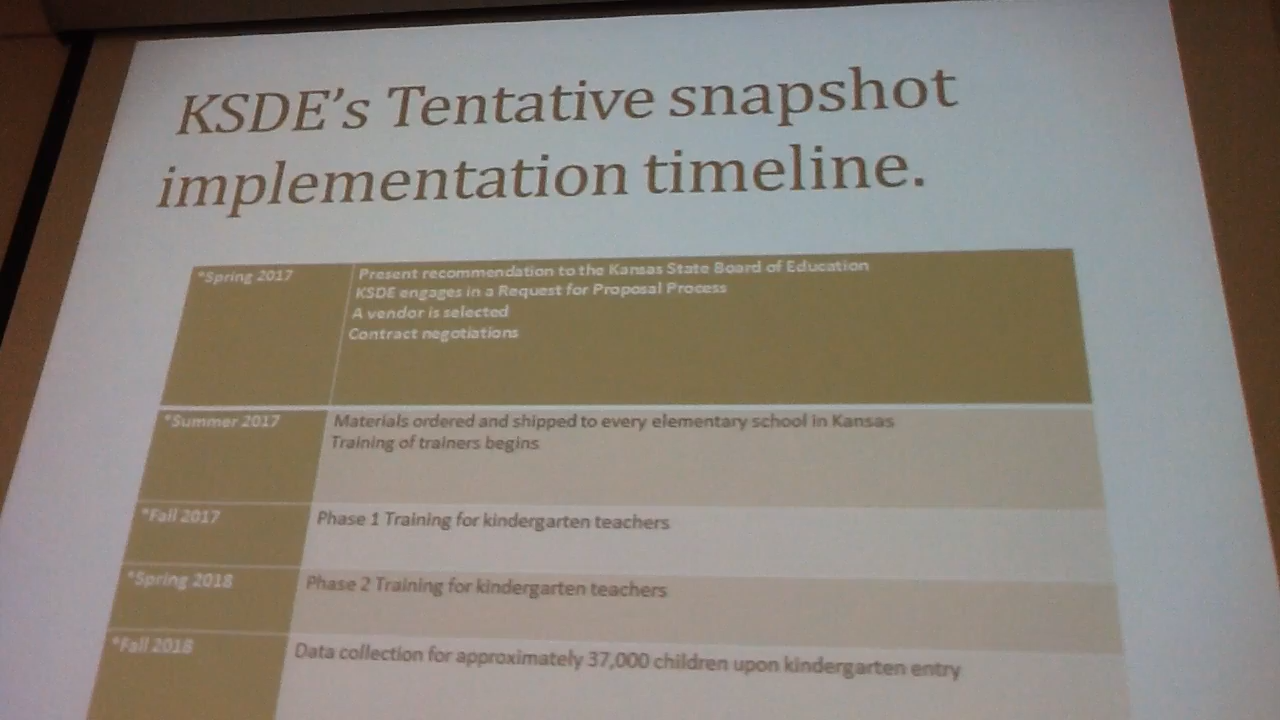 KSDE's Tentative snapshot
implementation timeline.
*Spring 2017
Present recommendation to the Kansas State Board of Education
KSDE engages in a Request for Proposal Process
A vendor is selected
Contract negotiations
*Summer 2017
Materials ordered and shipped to every elementary school in Kansas
Training of trainers begins
*Fall 2017
Phase 1 Training for kindergarten teachers
*Spring 2018
Phase 2 Training for kindergarten teachers
*Fall 2018
Data collection for approximately 37,000 children upon kindergarten entry